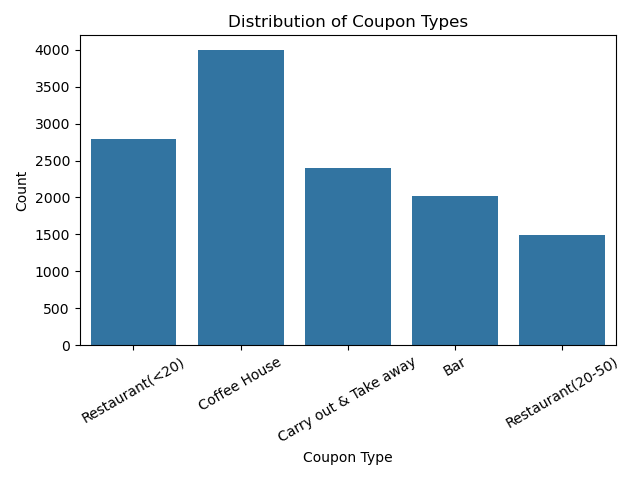 Distribution of Coupon Types
Count
4000
3500
3000
2500
2000
1500
1000
500
0
Restaurant(<20)
Coffee House
Carry out & Take away
Bar
Restaurant(20-50)
Coupon Type